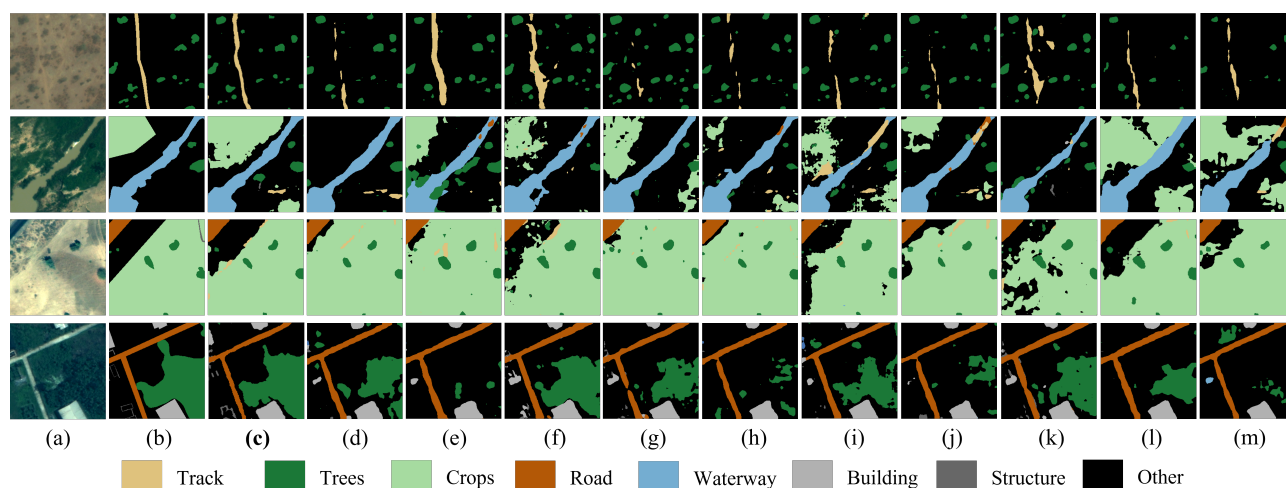 (a) (b) (c) (d) (e) (f) (g) (h) (i) (j) (k) (l) (m)
Track Trees Crops Road Waterway Building Structure Other